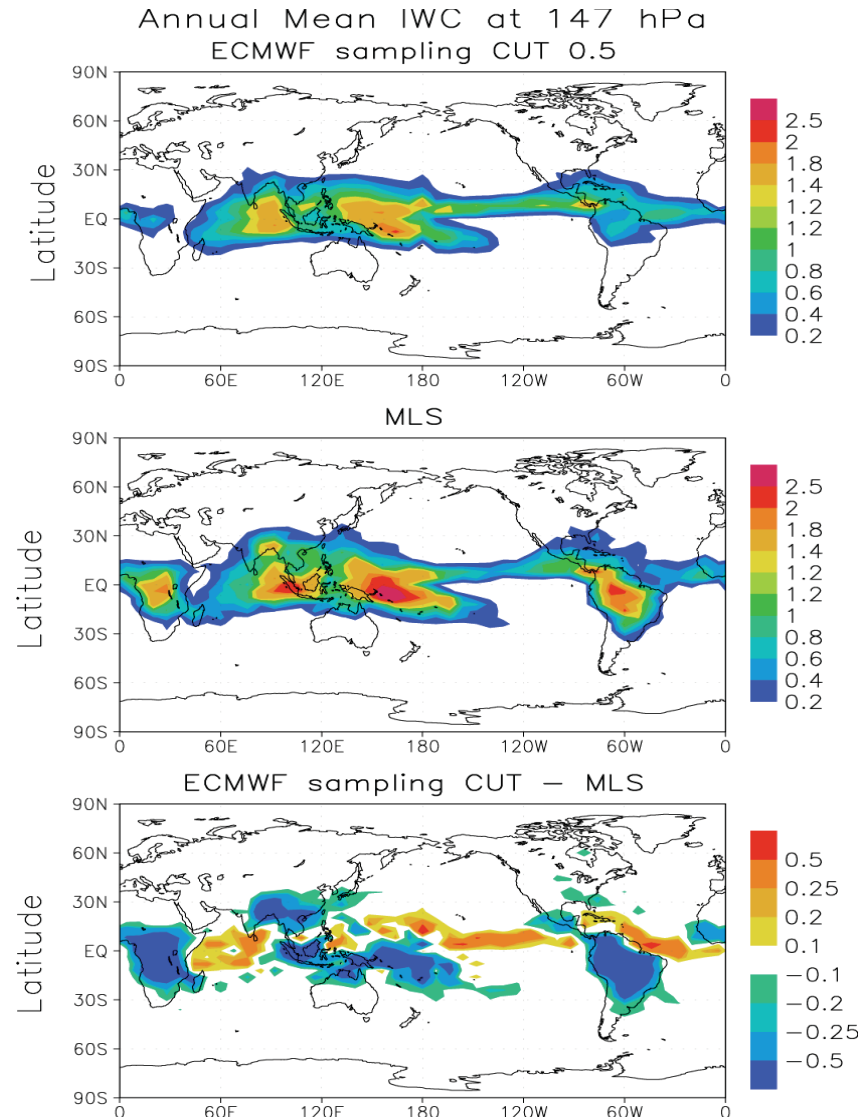 Annual Mean IWC at 147 hPa
ECMWF sampling CUT 0.5
90N
60N
30N
EQ
30S
60S
90S
Latitude
0 60E 120E 180 120W 60W 0
2.5
2
1.8
1.4
1.2
1.2
1
0.8
0.6
0.4
0.2
MLS
90N
60N
30N
EQ
30S
60S
90S
Latitude
0 60E 120E 180 120W 60W 0
2.5
2
1.8
1.4
1.2
1.2
1
0.8
0.6
0.4
0.2
ECMWF sampling CUT – MLS
90N
60N
30N
EQ
30S
60S
90S
Latitude
0 60E 120E 180 120W 60W 0
0.5
0.25
0.2
0.1
−0.1
−0.2
−0.25
−0.5